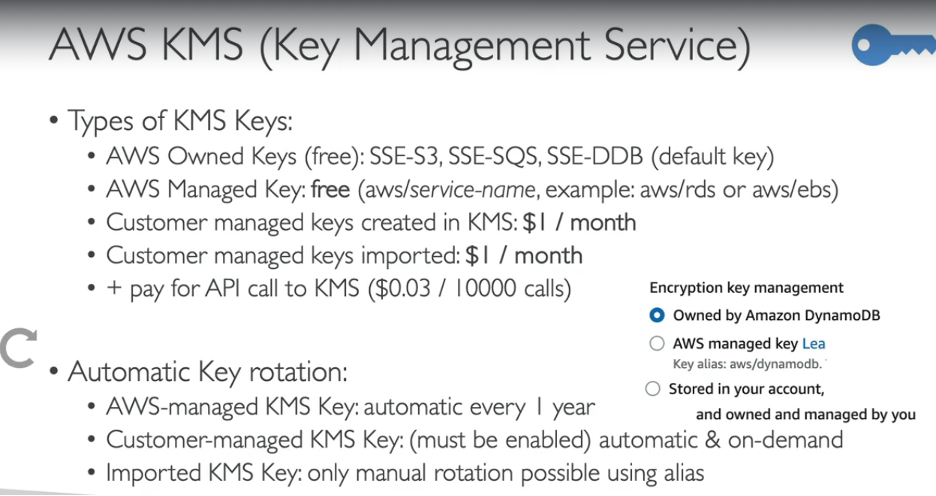 AWS KMS (Key Management Service)
• Types of KMS Keys:
• AWS Owned Keys (free): SSE-S3, SSE-SQS, SSE-DDB (default key)
• AWS Managed Key: free (aws/service-name, example: aws/rds or aws/ebs)
• Customer managed keys created in KMS: $1 / month
• Customer managed keys imported: $1 / month
• + pay for API call to KMS ($0.03 / 10000 calls)
Encryption key management
Owned by Amazon DynamoDB
AWS managed key Lea
Key alias: aws/dynamodb.
Stored in your account,
and owned and managed by you
• Automatic Key rotation:
• AWS-managed KMS Key: automatic every 1 year
• Customer-managed KMS Key: (must be enabled) automatic & on-demand
• Imported KMS Key: only manual rotation possible using alias